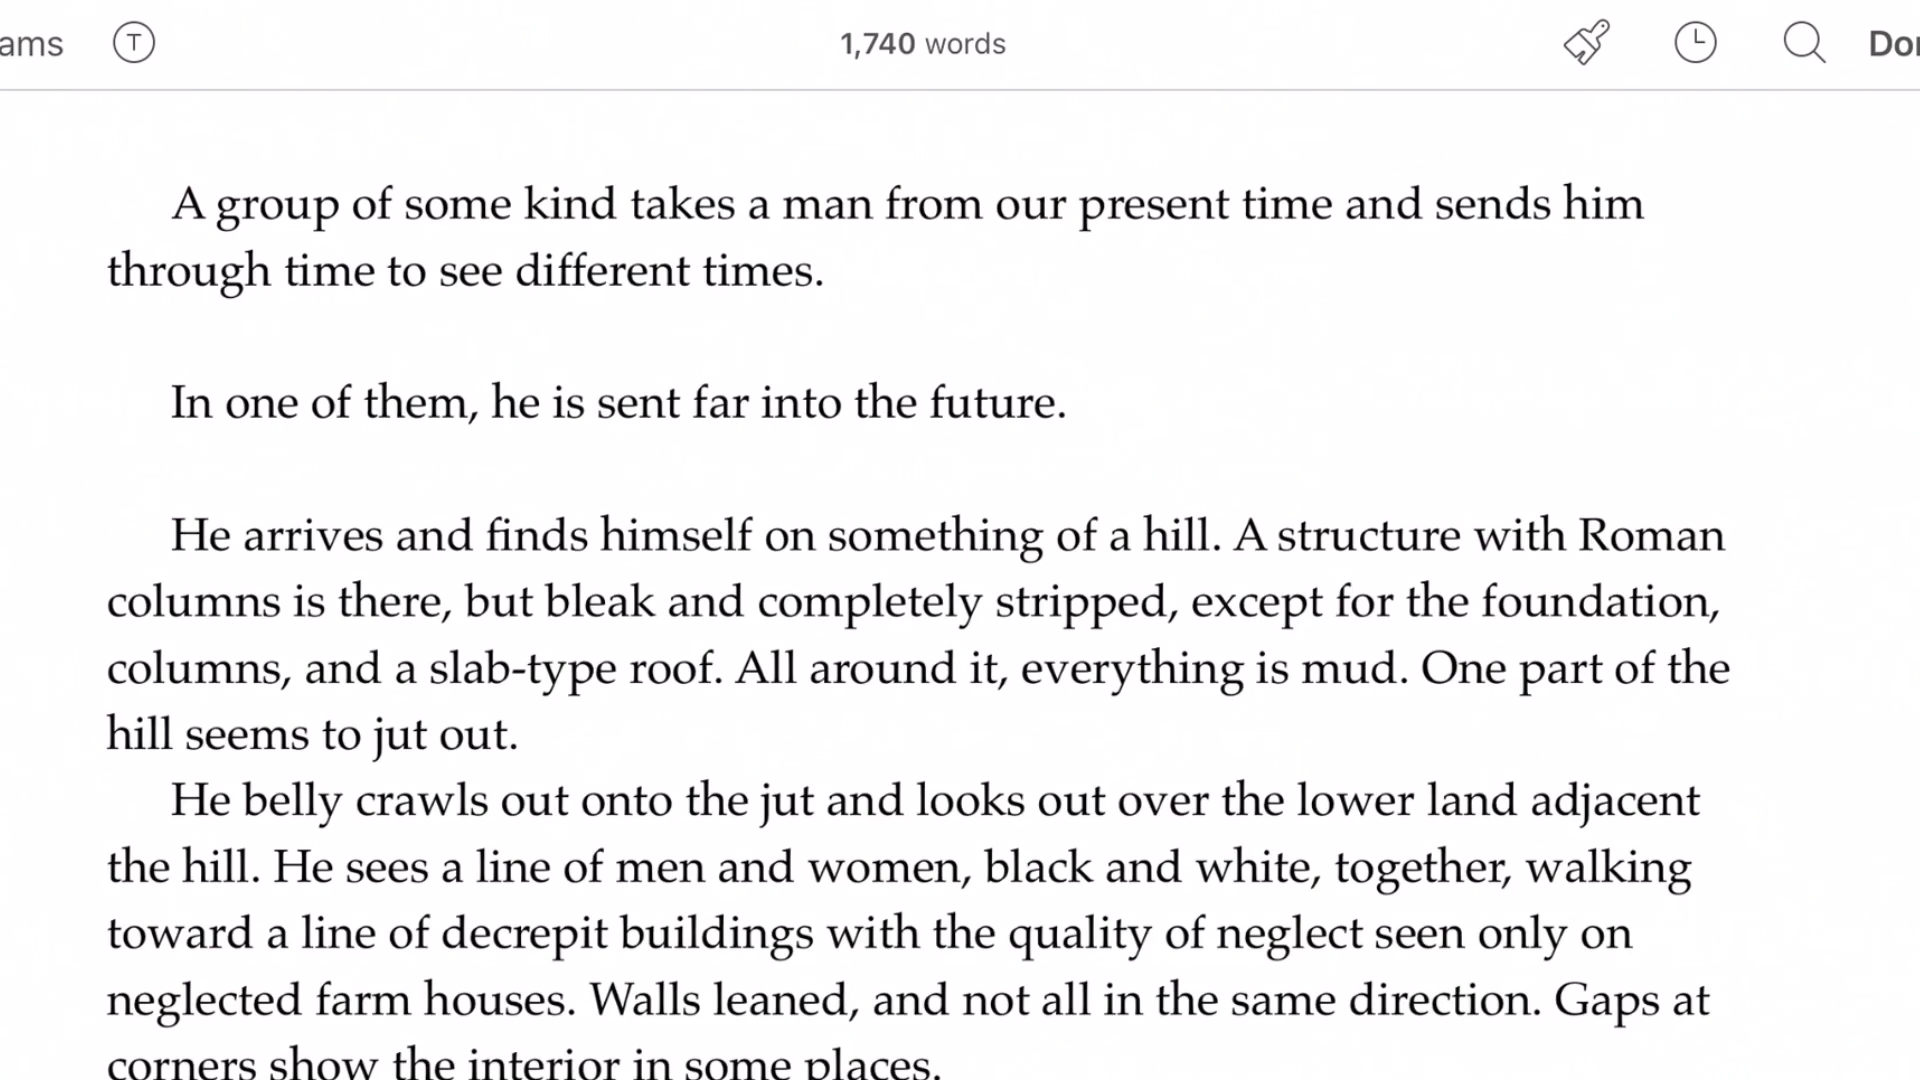 ams T 1,740 words Dor
A group of some kind takes a man from our present time and sends him
through time to see different times.
In one of them, he is sent far into the future.
He arrives and finds himself on something of a hill. A structure with Roman
columns is there, but bleak and completely stripped, except for the foundation,
columns, and a slab-type roof. All around it, everything is mud. One part of the
hill seems to jut out.
He belly crawls out onto the jut and looks out over the lower land adjacent
the hill. He sees a line of men and women, black and white, together, walking
toward a line of decrepit buildings with the quality of neglect seen only on
neglected farm houses. Walls leaned, and not all in the same direction. Gaps at
corners show the interior in some places.